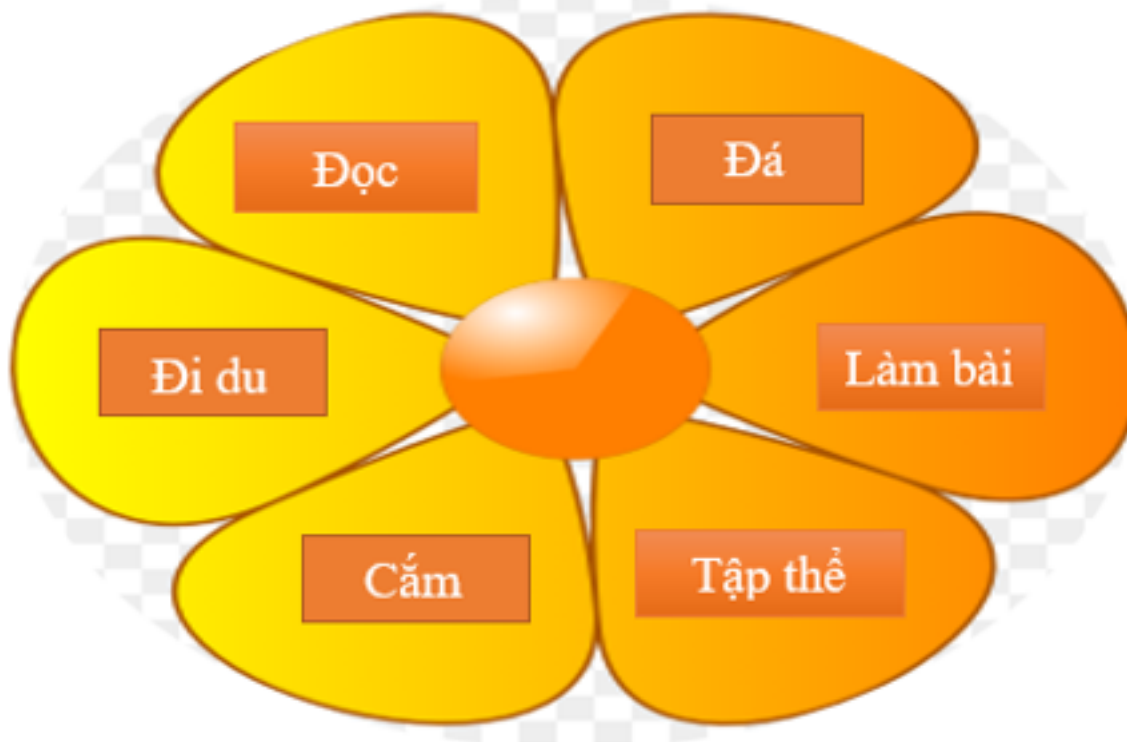 Đọc
Đá
Đi du
Làm bài
Cắm
Tập thể